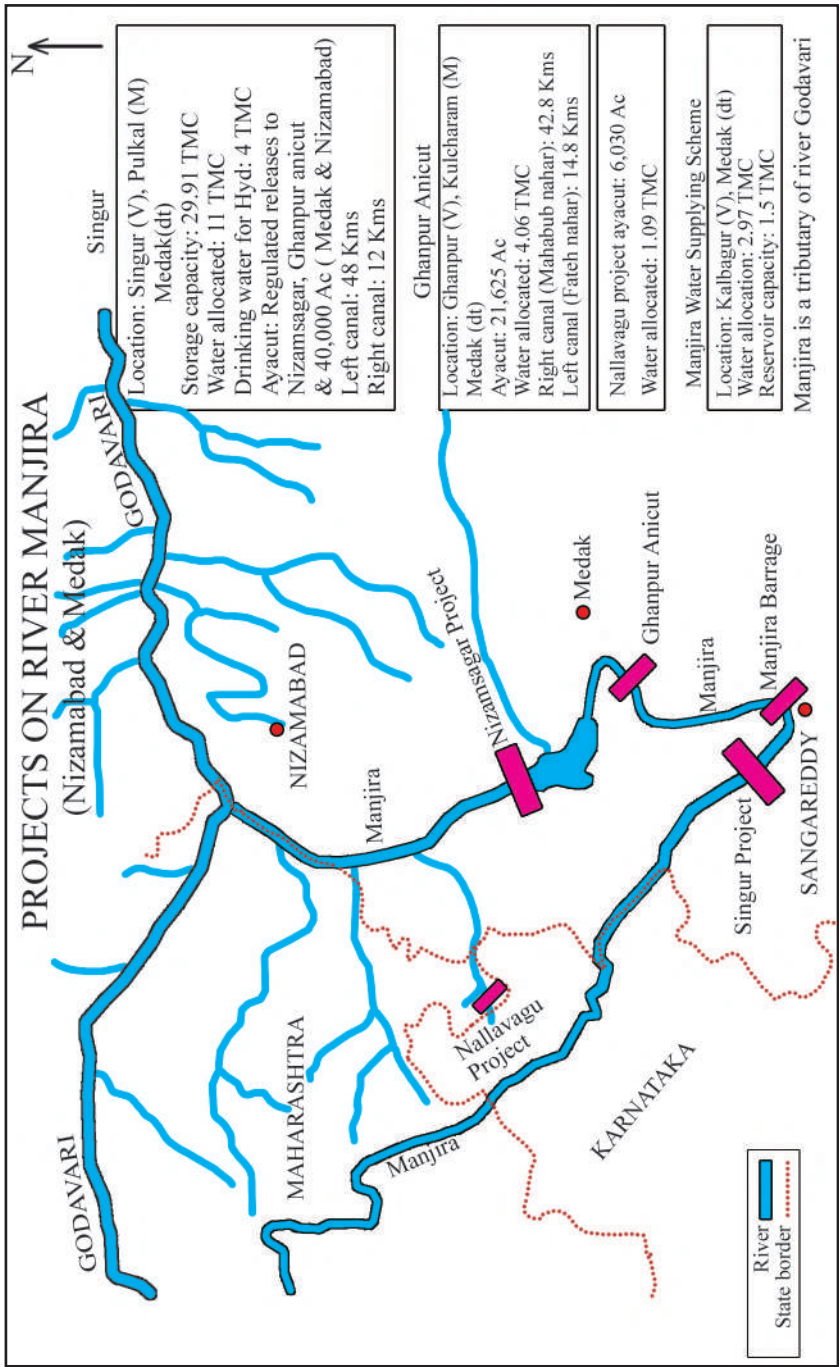 PROJECTS ON RIVER MANJIRA
(Nizamabad & Medak)
N
GODAVARI
GODAVARI
MAHARASHTRA
NIZAMABAD
Manjira
Manjira
Nallavagu
Project
KARNATAKA
Nizamsagar Project
Medak
Ghanpur Anicut
Manjira
Manjira Barrage
Singur Project
SANGAREDDY
River
State border
Singur
Location: Singur (V), Pulkal (M)
Medak(dt)
Storage capacity: 29.91 TMC
Water allocated: 11 TMC
Drinking water for Hyd: 4 TMC
Ayacut: Regulated releases to
Nizamsagar, Ghanpur anicut
& 40,000 Ac ( Medak & Nizamabad)
Left canal: 48 Kms
Right canal: 12 Kms
Ghanpur Anicut
Location: Ghanpur (V), Kulcharam (M)
Medak (dt)
Ayacut: 21,625 Ac
Water allocated: 4.06 TMC
Right canal (Mahabub nahar): 42.8 Kms
Left canal (Fateh nahar): 14.8 Kms
Nallavagu project ayacut: 6,030 Ac
Water allocated: 1.09 TMC
Manjira Water Supplying Scheme
Location: Kalbagur (V), Medak (dt)
Water allocation: 2.97 TMC
Reservoir capacity: 1.5 TMC
Manjira is a tributary of river Godavari